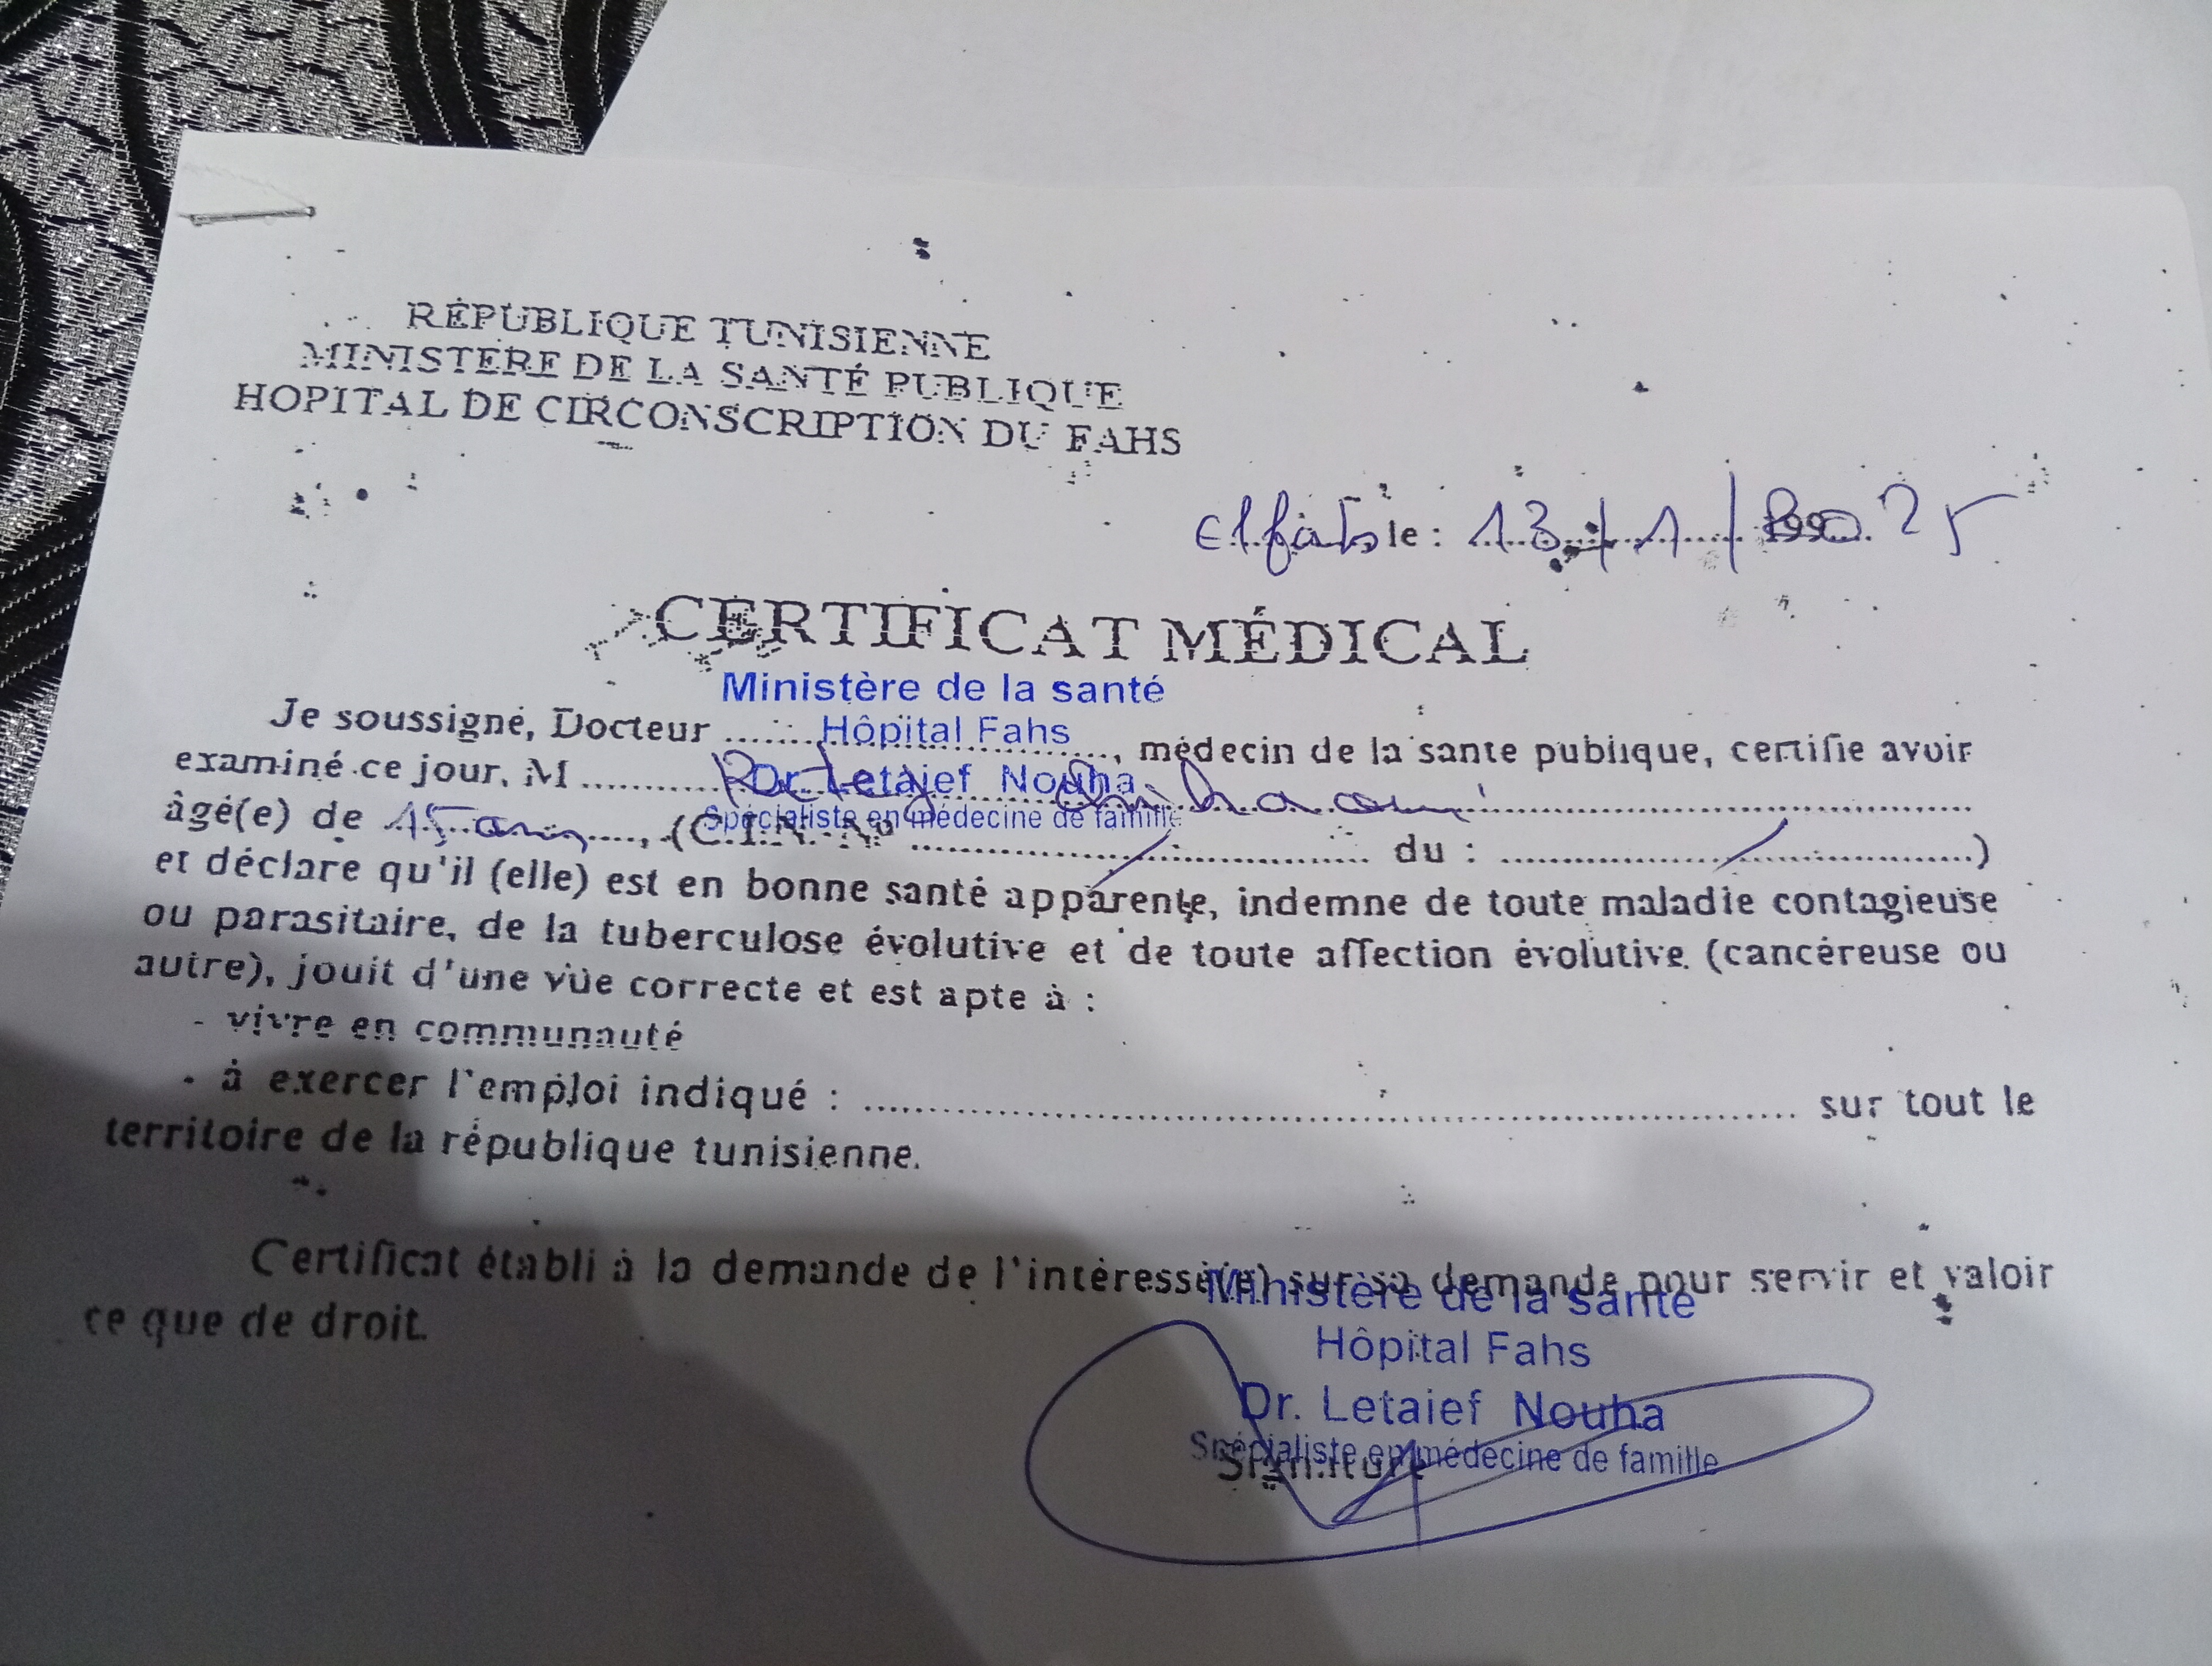 RÉPUBLIQUE TUNISIENNE
MINISTÈRE DE LA SANTÉ PUBLIQUE
HOPITAL DE CIRCONSCRIPTION DU FAHS
Elfahs le : 13/1/2025
CERTIFICAT MÉDICAL
Ministère de la santé
Hôpital Fahs
Dr. Letaief Nouha
Spécialiste en médecine de famille
Je soussigné, Docteur ...................., médecin de la sante publique, certifie avoir
examiné ce jour, M ....................
âgé(e) de 15 ans, (C.I.N. N° .................... du : ....................)
et déclare qu'il (elle) est en bonne santé apparente, indemne de toute maladie contagieuse
ou parasitaire, de la tuberculose évolutive et de toute affection évolutive (cancéreuse ou
autre), jouit d'une vue correcte et est apte à :
- vivre en communauté
- à exercer l'emploi indiqué : .................... sur tout le
territoire de la république tunisienne.
Certificat établi à la demande de l'intéressé(e) sur sa demande pour servir et valoir
ce que de droit.
Ministère de la santé
Hôpital Fahs
Dr. Letaief Nouha
Spécialiste en médecine de famille
Signature